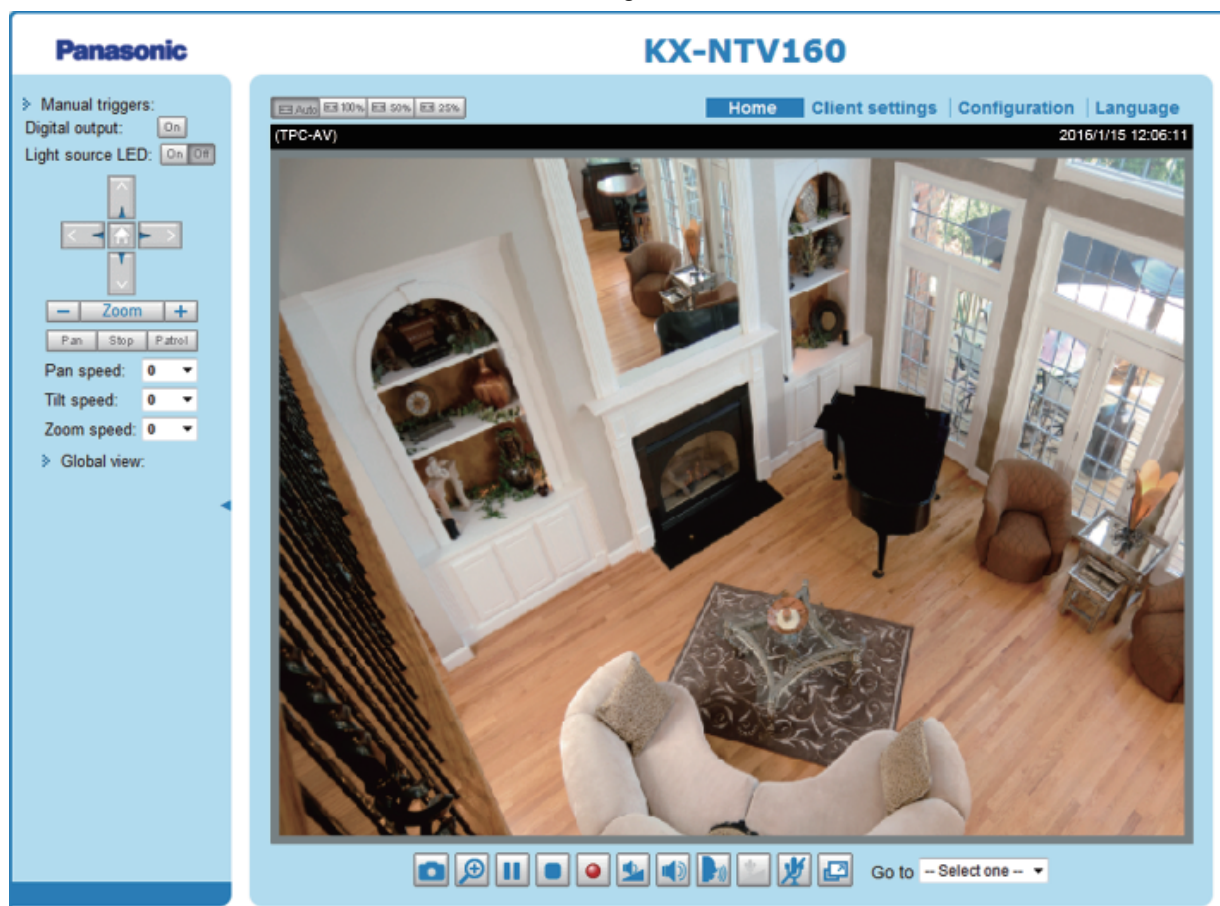 Panasonic
KX-NTV160
Manual triggers:
Digital output: On
Light source LED: On Off
Zoom
Pan Stop Patrol
Pan speed: 0
Tilt speed: 0
Zoom speed: 0
Global view:
Auto 100% 50% 25%
Home Client settings Configuration Language
(TPC-AV) 2016/1/15 12:06:11
Go to -- Select one --